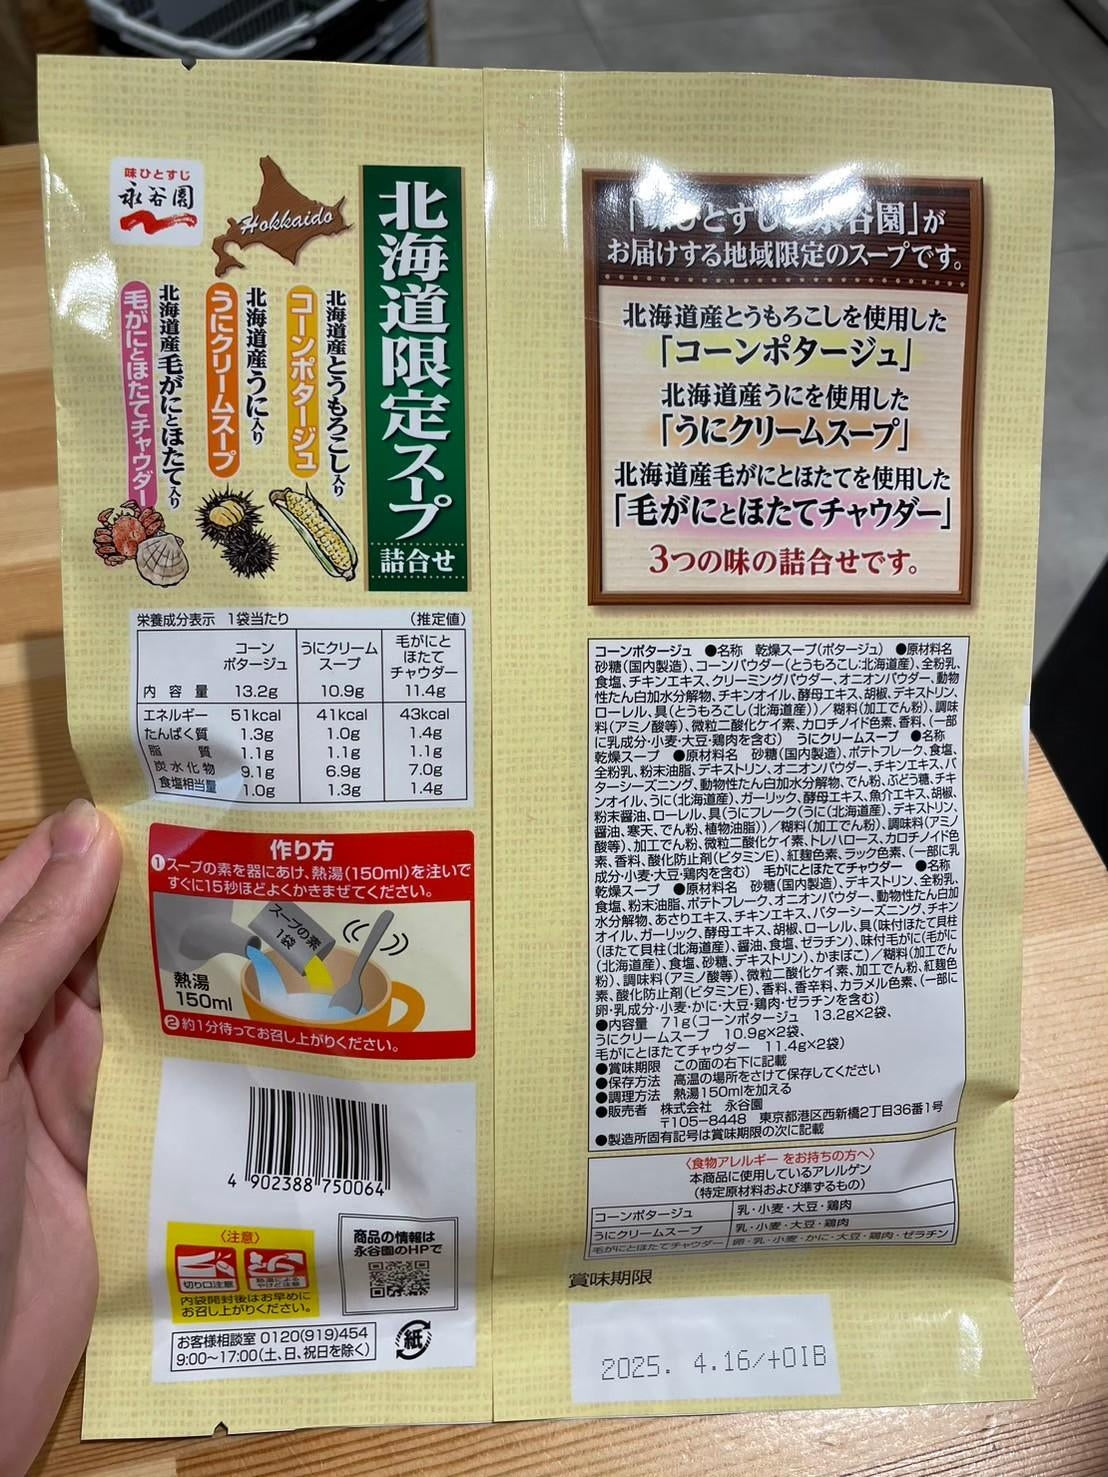 味ひとすじ
永谷園
Hokkaido
北海道限定スープ
詰合せ
北海道産とうもろこし入り
コーンポタージュ
北海道産うに入り
うにクリームスープ
北海道産毛がにとほたて入り
毛がにとほたてチャウダー
栄養成分表示 1袋当たり (推定値)
コーンポタージュ うにクリームスープ 毛がにとほたてチャウダー
内容量 13.2g 10.9g 11.4g
エネルギー 51kcal 41kcal 43kcal
たんぱく質 1.3g 1.0g 1.4g
脂質 1.1g 1.1g 1.1g
炭水化物 9.1g 6.9g 7.0g
食塩相当量 1.0g 1.3g 1.4g
作り方
①スープの素を器にあけ、熱湯(150ml)を注いで
すぐに15秒ほどよくかきまぜてください。
スープの素
1袋
熱湯
150ml
②約1分待ってお召し上がりください。
4 902388 750064
〈注意〉
切り口注意
熱湯による
やけど注意
内袋開封後はお早めに
お召し上がりください。
商品の情報は
永谷園のHPで
お客様相談室 0120(919)454
9:00〜17:00(土、日、祝日を除く)
紙
「味ひとすじ 永谷園」が
お届けする地域限定のスープです。
北海道産とうもろこしを使用した
「コーンポタージュ」
北海道産うにを使用した
「うにクリームスープ」
北海道産毛がにとほたてを使用した
「毛がにとほたてチャウダー」
3つの味の詰合せです。
コーンポタージュ ●名称 乾燥スープ(ポタージュ) ●原材料名
砂糖(国内製造)、コーンパウダー(とうもろこし:北海道産)、全粉乳、
食塩、チキンエキス、クリーミングパウダー、オニオンパウダー、動物
性たん白加水分解物、チキンオイル、酵母エキス、胡椒、デキストリン、
ローレル、具(とうもろこし(北海道産))/糊料(加工でん粉)、調味
料(アミノ酸等)、微粒二酸化ケイ素、カロチノイド色素、香料、(一部
に乳成分・小麦・大豆・鶏肉を含む) うにクリームスープ ●名称
乾燥スープ ●原材料名 砂糖(国内製造)、ポテトフレーク、食塩、
全粉乳、粉末油脂、デキストリン、オニオンパウダー、チキンエキス、バ
ターシーズニング、動物性たん白加水分解物、でん粉、ぶどう糖、チキ
ンオイル、うに(北海道産)、ガーリック、酵母エキス、魚介エキス、胡椒、
粉末醤油、ローレル、具(うにフレーク(うに(北海道産)、デキストリン、
醤油、寒天、でん粉、植物油脂))/糊料(加工でん粉)、調味料(アミノ
酸等)、加工でん粉、微粒二酸化ケイ素、トレハロース、カロチノイド色
素、香料、酸化防止剤(ビタミンE)、紅麹色素、ラック色素、(一部に乳
成分・小麦・大豆・鶏肉を含む) 毛がにとほたてチャウダー ●名称
乾燥スープ ●原材料名 砂糖(国内製造)、デキストリン、全粉乳、
食塩、粉末油脂、ポテトフレーク、オニオンパウダー、動物性たん白加
水分解物、あさりエキス、チキンエキス、バターシーズニング、チキン
オイル、ガーリック、酵母エキス、胡椒、ローレル、具(味付ほたて貝柱
(ほたて貝柱(北海道産)、醤油、食塩、ゼラチン)、味付毛がに(毛がに
(北海道産)、食塩、砂糖、デキストリン)、かまぼこ)/糊料(加工でん
粉)、調味料(アミノ酸等)、微粒二酸化ケイ素、加工でん粉、紅麹色
素、酸化防止剤(ビタミンE)、香料、香辛料、カラメル色素、(一部に
卵・乳成分・小麦・かに・大豆・鶏肉・ゼラチンを含む)
●内容量 71g(コーンポタージュ 13.2g×2袋、
うにクリームスープ 10.9g×2袋、
毛がにとほたてチャウダー 11.4g×2袋)
●賞味期限 この面の右下に記載
●保存方法 高温の場所をさけて保存してください
●調理方法 熱湯150mlを加える
●販売者 株式会社 永谷園
〒105-8448 東京都港区西新橋2丁目36番1号
●製造所固有記号は賞味期限の次に記載
〈食物アレルギーをお持ちの方へ〉
本商品に使用しているアレルゲン
(特定原材料および準ずるもの)
コーンポタージュ 乳・小麦・大豆・鶏肉
うにクリームスープ 乳・小麦・大豆・鶏肉
毛がにとほたてチャウダー 卵・乳・小麦・かに・大豆・鶏肉・ゼラチン
賞味期限
2025. 4.16/+OIB